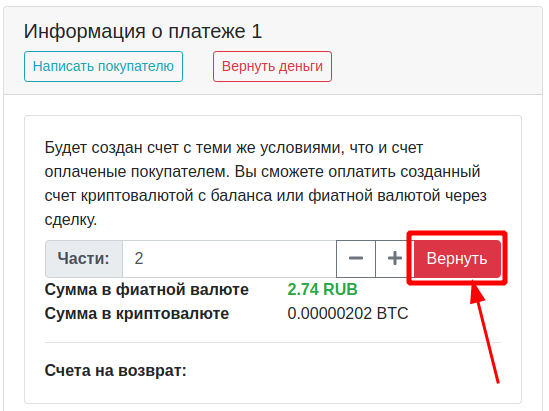 Информация о платеже 1
Написать покупателю Вернуть деньги
Будет создан счет с теми же условиями, что и счет
оплаченые покупателем. Вы сможете оплатить созданный
счет криптовалютой с баланса или фиатной валютой через
сделку.
Части: 2 − + Вернуть
Сумма в фиатной валюте 2.74 RUB
Сумма в криптовалюте 0.00000202 BTC
Счета на возврат: